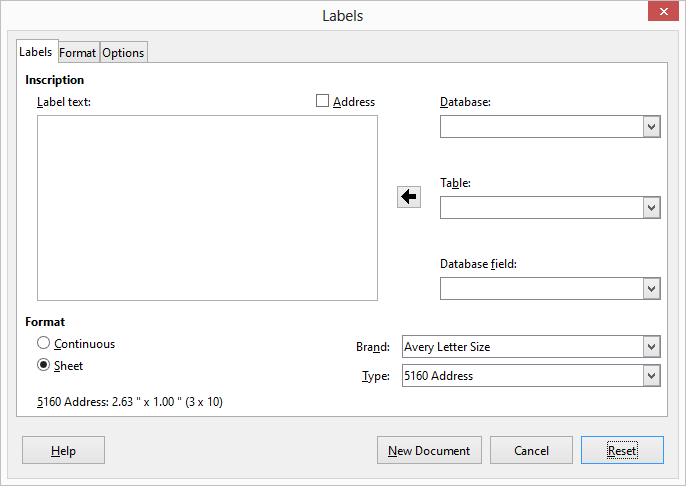 Labels
Labels Format Options
Inscription
Label text: Address Database:
Table:
Database field:
Format
Continuous Brand: Avery Letter Size
Sheet Type: 5160 Address
5160 Address: 2.63 " x 1.00 " (3 x 10)
Help New Document Cancel Reset